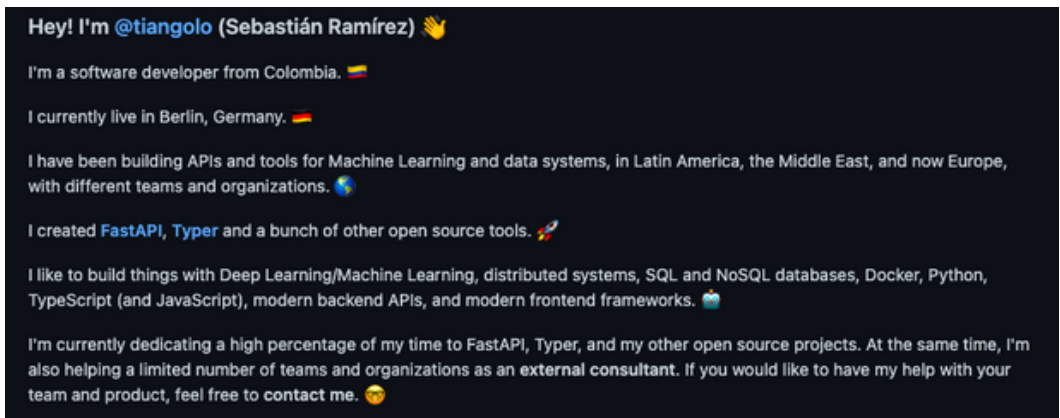 Hey! I'm @tiangolo (Sebastián Ramírez) 👋
I'm a software developer from Colombia. 🇨🇴
I currently live in Berlin, Germany. 🇩🇪
I have been building APIs and tools for Machine Learning and data systems, in Latin America, the Middle East, and now Europe,
with different teams and organizations. 🌎
I created FastAPI, Typer and a bunch of other open source tools. 🚀
I like to build things with Deep Learning/Machine Learning, distributed systems, SQL and NoSQL databases, Docker, Python,
TypeScript (and JavaScript), modern backend APIs, and modern frontend frameworks. 🤖
I'm currently dedicating a high percentage of my time to FastAPI, Typer, and my other open source projects. At the same time, I'm
also helping a limited number of teams and organizations as an external consultant. If you would like to have my help with your
team and product, feel free to contact me. 🤓